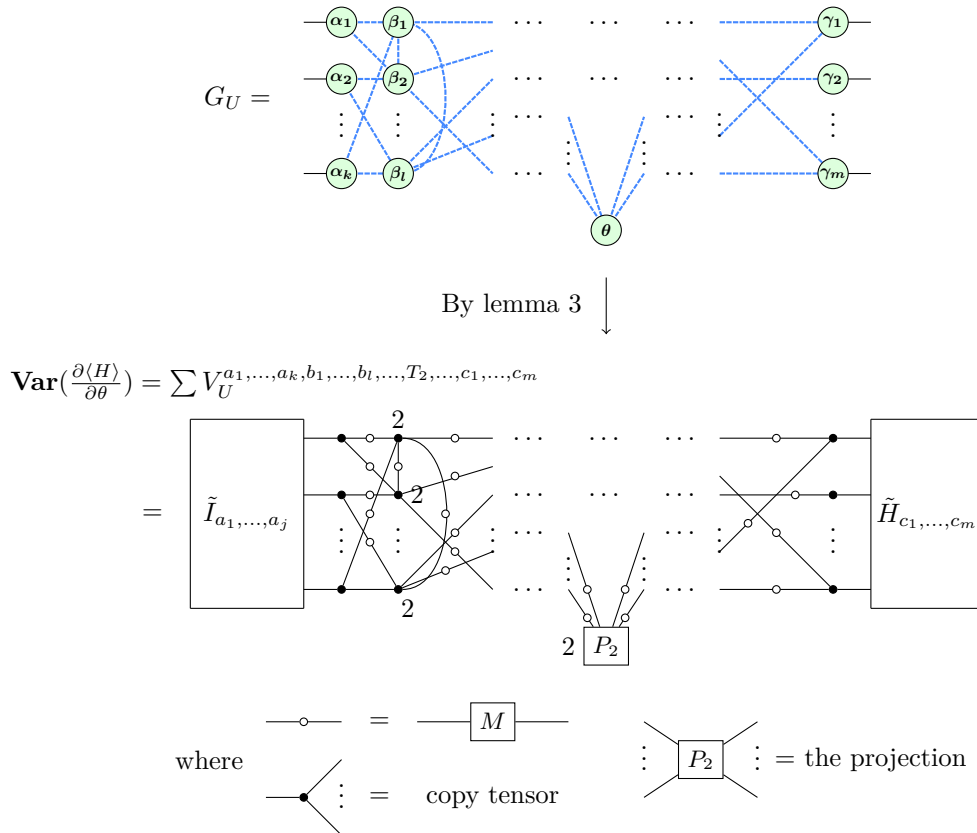 α₁ β₁ ··· ··· ··· γ₁
α₂ β₂ ··· ··· ··· γ₂
G_U =
⋮ ⋮ ··· ⋮ ··· ⋮ ⋮
α_k β_l ··· ⋮ ⋮ ··· γ_m
θ
By lemma 3
Var(∂⟨H⟩/∂θ) = ∑ V_U^{a₁,...,a_k,b₁,...,b_l,...,T₂,...,c₁,...,c_m}
2
··· ··· ···
= Ĩ_{a₁,...,a_j} 2 ··· ··· ··· H̃_{c₁,...,c_m}
⋮ ⋮ ··· ⋮ ··· ⋮ ⋮
2 ··· ⋮ ⋮ ···
2 P₂
= M
where
⋮ P₂ ⋮ = the projection
⋮ = copy tensor